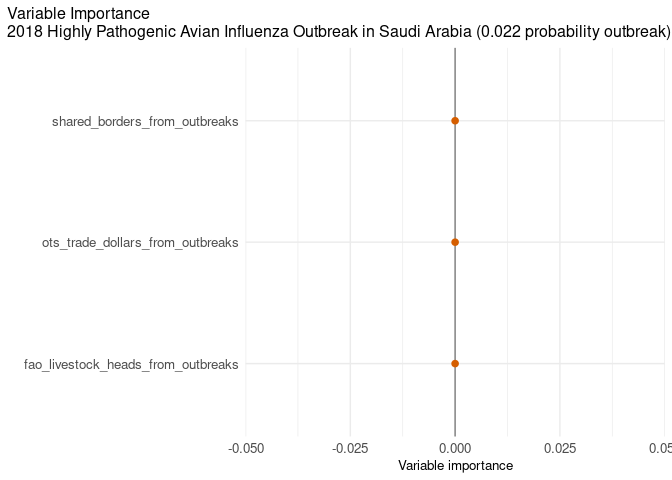 Variable Importance
2018 Highly Pathogenic Avian Influenza Outbreak in Saudi Arabia (0.022 probability outbreak)
shared_borders_from_outbreaks
ots_trade_dollars_from_outbreaks
fao_livestock_heads_from_outbreaks
-0.050 -0.025 0.000 0.025
Variable importance